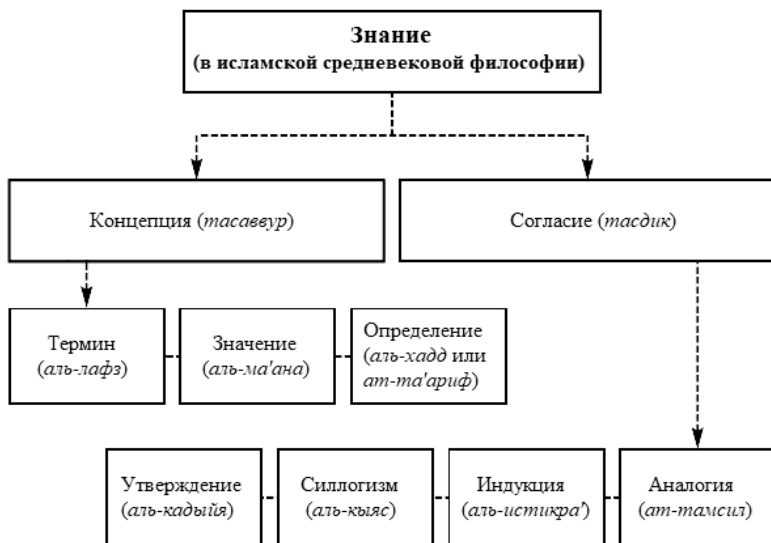 Знание
(в исламской средневековой философии)
Концепция (тасаввур)
Согласие (тасдик)
Термин
(аль-лафз)
Значение
(аль-ма'ана)
Определение
(аль-хадд или
ат-та'ариф)
Утверждение
(аль-кадыйя)
Силлогизм
(аль-кыяс)
Индукция
(аль-истикра')
Аналогия
(ат-тамсил)